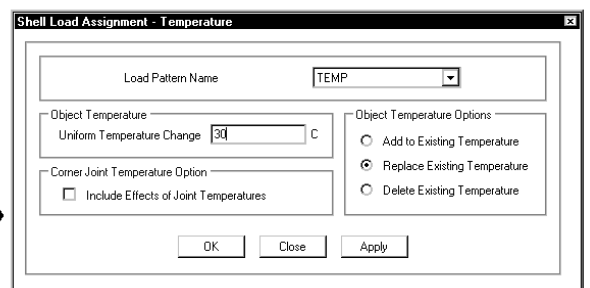 Shell Load Assignment - Temperature
Load Pattern Name TEMP
Object Temperature
Uniform Temperature Change 30 C
Corner Joint Temperature Option
Include Effects of Joint Temperatures
Object Temperature Options
Add to Existing Temperature
Replace Existing Temperature
Delete Existing Temperature
OK Close Apply